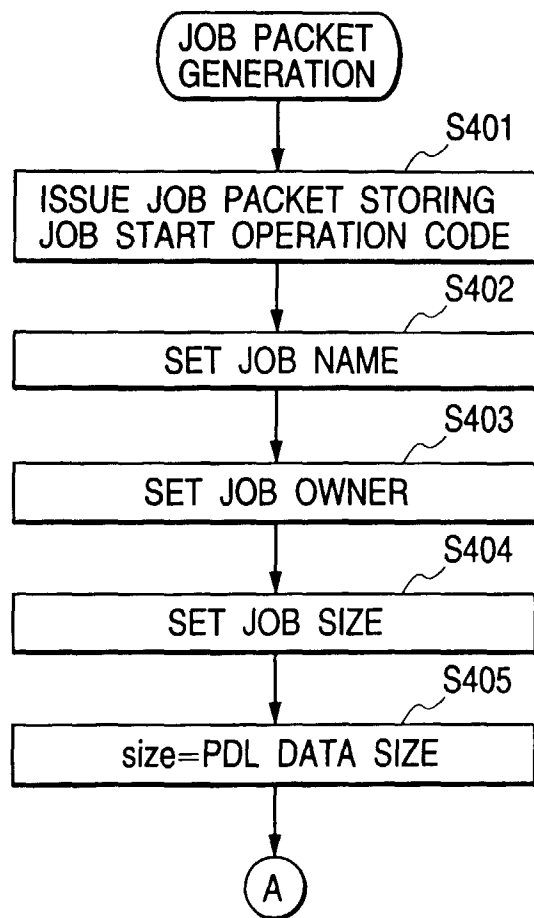 JOB PACKET
GENERATION
S401
ISSUE JOB PACKET STORING
JOB START OPERATION CODE
S402
SET JOB NAME
S403
SET JOB OWNER
S404
SET JOB SIZE
S405
size=PDL DATA SIZE
A